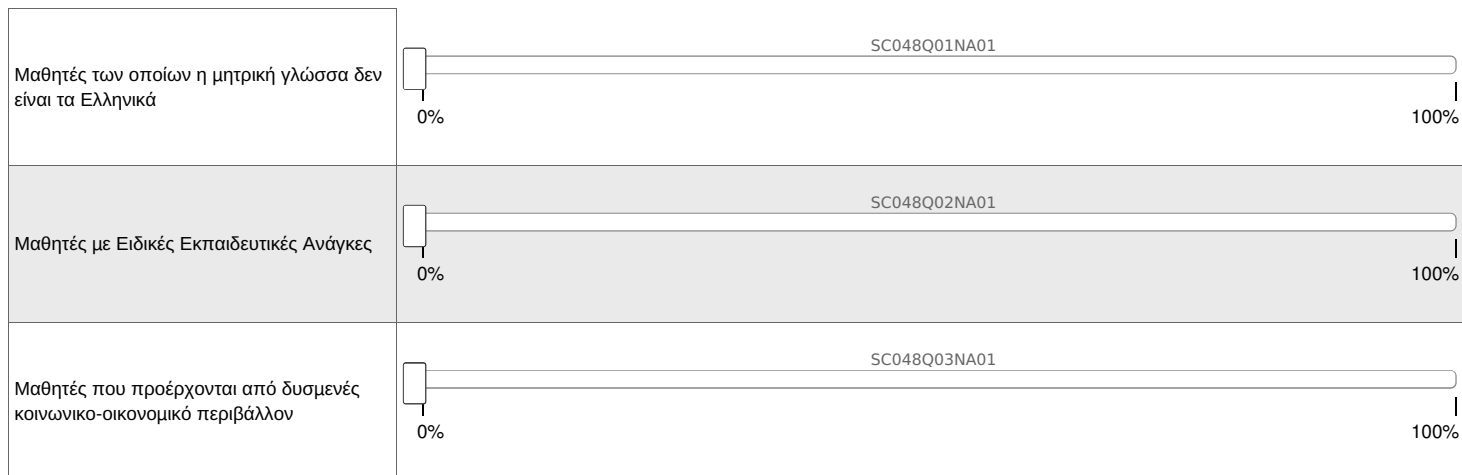 SC048Q01NA01
Μαθητές των οποίων η μητρική γλώσσα δεν
είναι τα Ελληνικά
0%
100%
SC048Q02NA01
Μαθητές με Ειδικές Εκπαιδευτικές Ανάγκες
0%
100%
SC048Q03NA01
Μαθητές που προέρχονται από δυσμενές
κοινωνικο-οικονομικό περιβάλλον
0%
100%